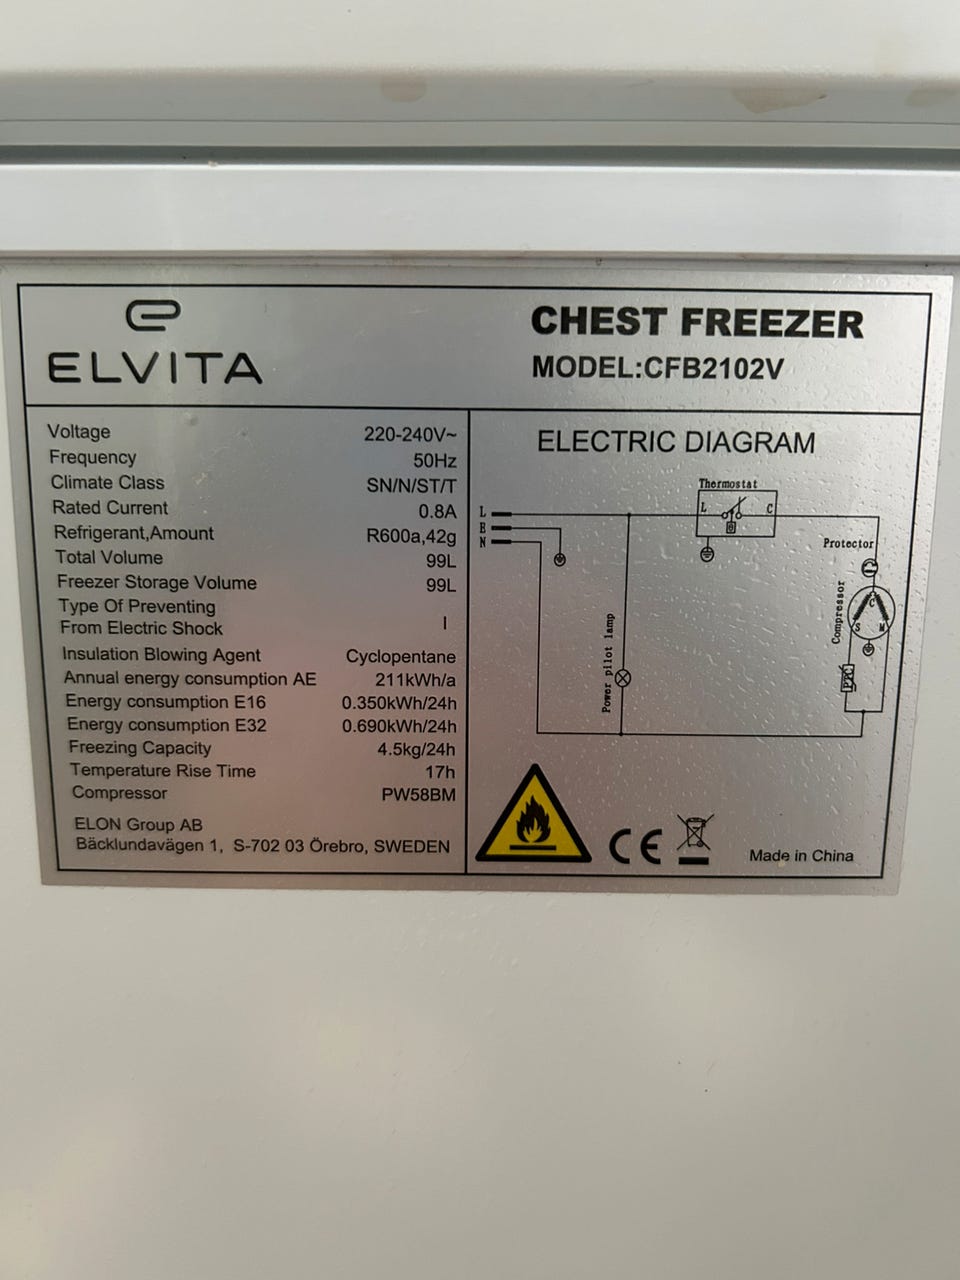 ELVITA
CHEST FREEZER
MODEL:CFB2102V
Voltage 220-240V~
Frequency 50Hz
Climate Class SN/N/ST/T
Rated Current 0.8A
Refrigerant,Amount R600a,42g
Total Volume 99L
Freezer Storage Volume 99L
Type Of Preventing
From Electric Shock I
Insulation Blowing Agent Cyclopentane
Annual energy consumption AE 211kWh/a
Energy consumption E16 0.350kWh/24h
Energy consumption E32 0.690kWh/24h
Freezing Capacity 4.5kg/24h
Temperature Rise Time 17h
Compressor PW58BM
ELON Group AB
Bäcklundavägen 1, S-702 03 Örebro, SWEDEN
ELECTRIC DIAGRAM
Thermostat
L C
L
E
N
Protector
Compressor
C
S M
PTC
Power pilot lamp
CE
Made in China